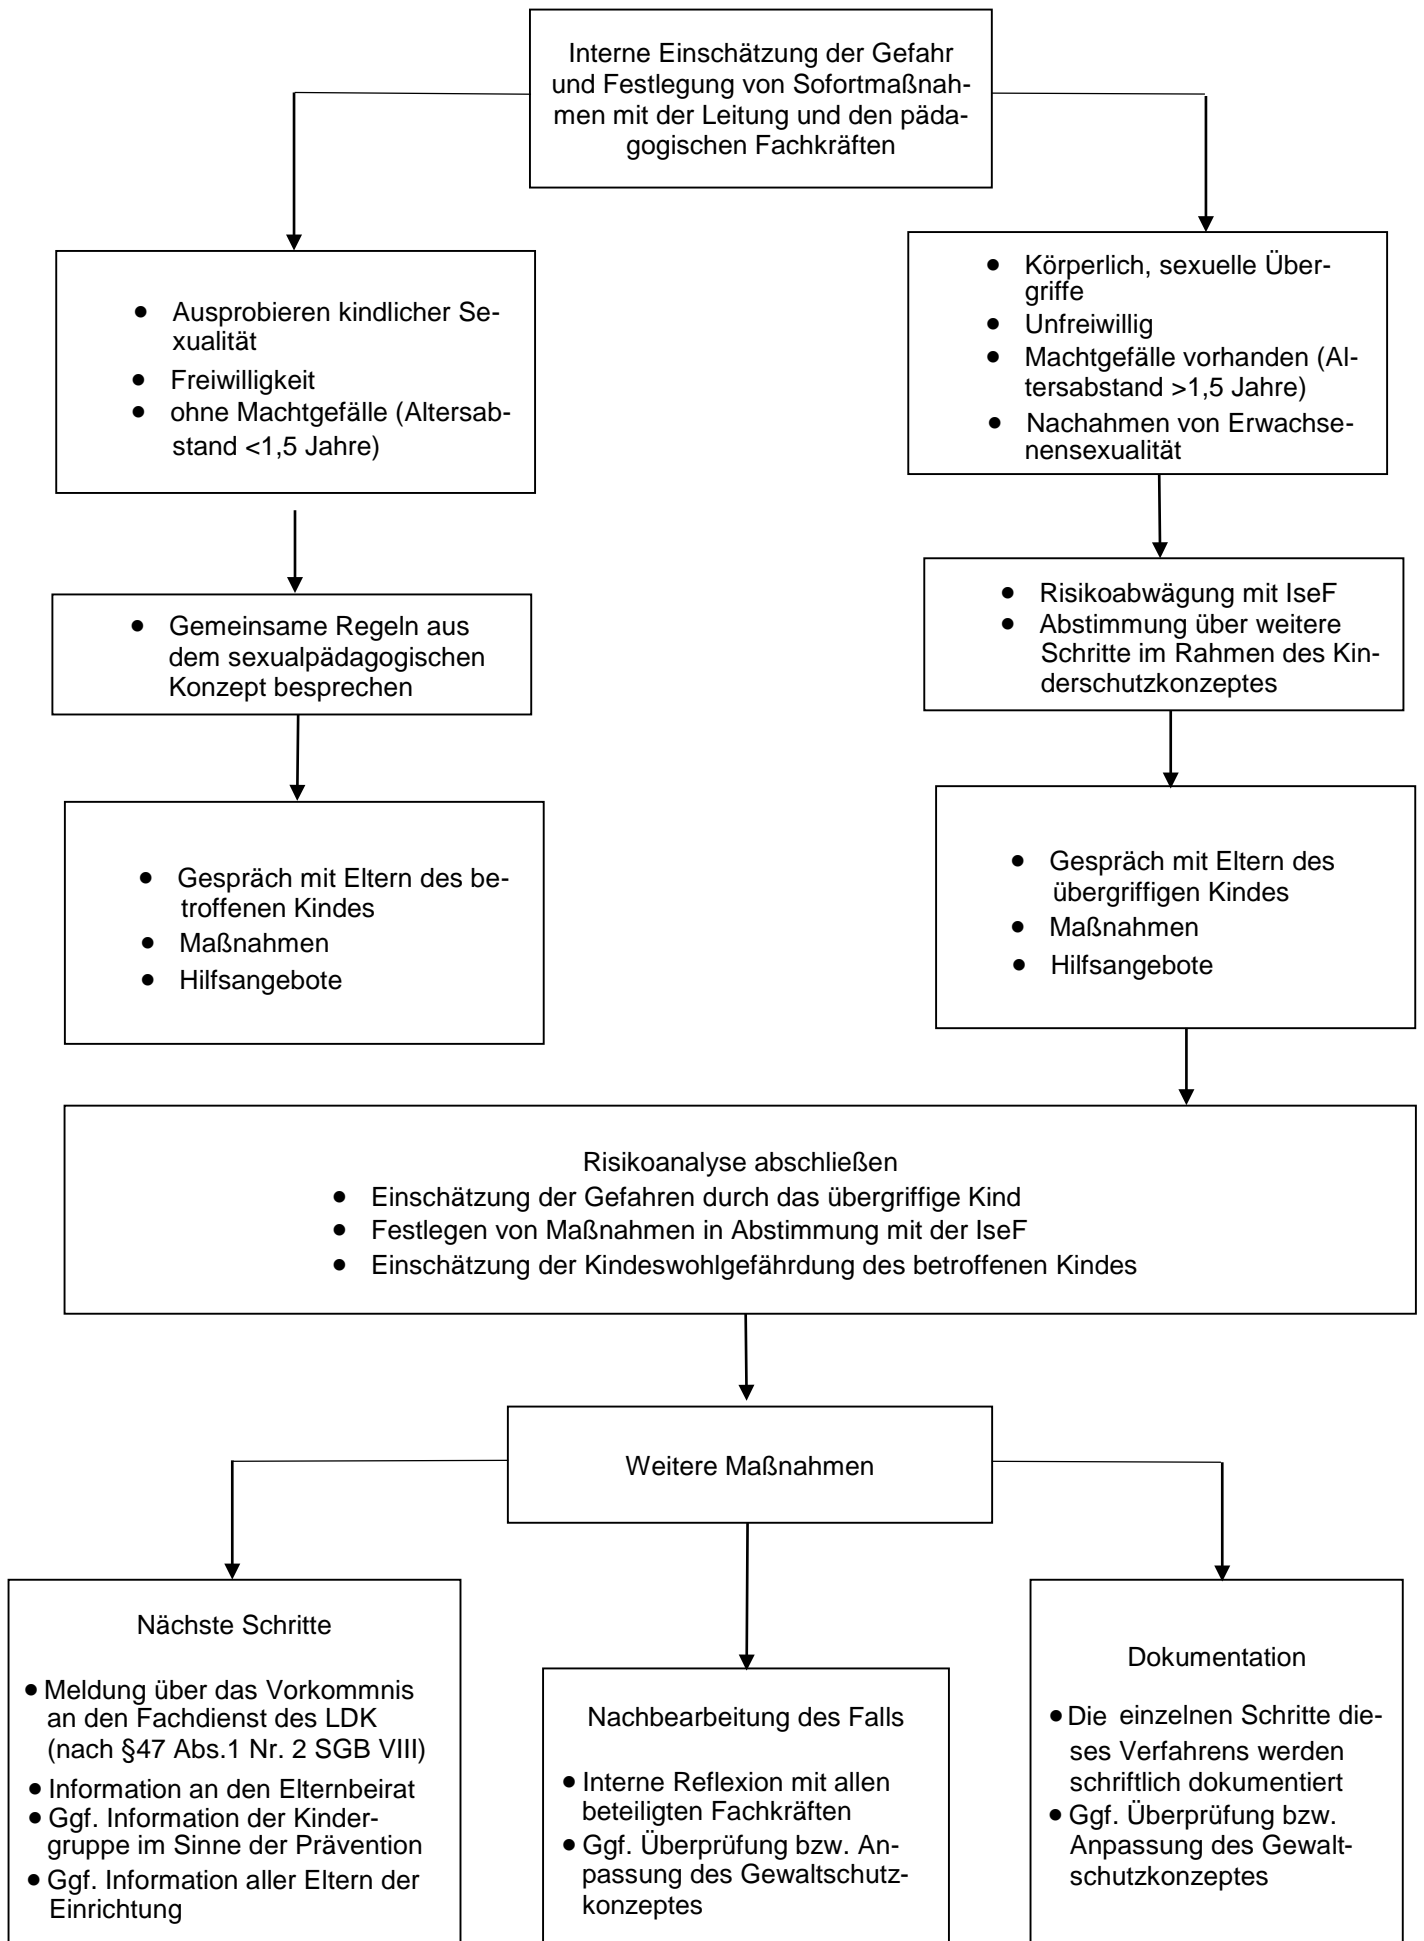 Interne Einschätzung der Gefahr
und Festlegung von Sofortmaßnah-
men mit der Leitung und den päda-
gogischen Fachkräften
• Ausprobieren kindlicher Se-
xualität
• Freiwilligkeit
• ohne Machtgefälle (Altersab-
stand <1,5 Jahre)
• Körperlich, sexuelle Über-
griffe
• Unfreiwillig
• Machtgefälle vorhanden (Al-
tersabstand >1,5 Jahre)
• Nachahmen von Erwachse-
nensexualität
• Gemeinsame Regeln aus
dem sexualpädagogischen
Konzept besprechen
• Risikoabwägung mit IseF
• Abstimmung über weitere
Schritte im Rahmen des Kin-
derschutzkonzeptes
• Gespräch mit Eltern des be-
troffenen Kindes
• Maßnahmen
• Hilfsangebote
• Gespräch mit Eltern des
übergriffigen Kindes
• Maßnahmen
• Hilfsangebote
Risikoanalyse abschließen
• Einschätzung der Gefahren durch das übergriffige Kind
• Festlegen von Maßnahmen in Abstimmung mit der IseF
• Einschätzung der Kindeswohlgefährdung des betroffenen Kindes
Weitere Maßnahmen
Nächste Schritte
• Meldung über das Vorkommnis
an den Fachdienst des LDK
(nach §47 Abs.1 Nr. 2 SGB VIII)
• Information an den Elternbeirat
• Ggf. Information der Kinder-
gruppe im Sinne der Prävention
• Ggf. Information aller Eltern der
Einrichtung
Nachbearbeitung des Falls
• Interne Reflexion mit allen
beteiligten Fachkräften
• Ggf. Überprüfung bzw. An-
passung des Gewaltschutz-
konzeptes
Dokumentation
• Die einzelnen Schritte die-
ses Verfahrens werden
schriftlich dokumentiert
• Ggf. Überprüfung bzw.
Anpassung des Gewalt-
schutzkonzeptes